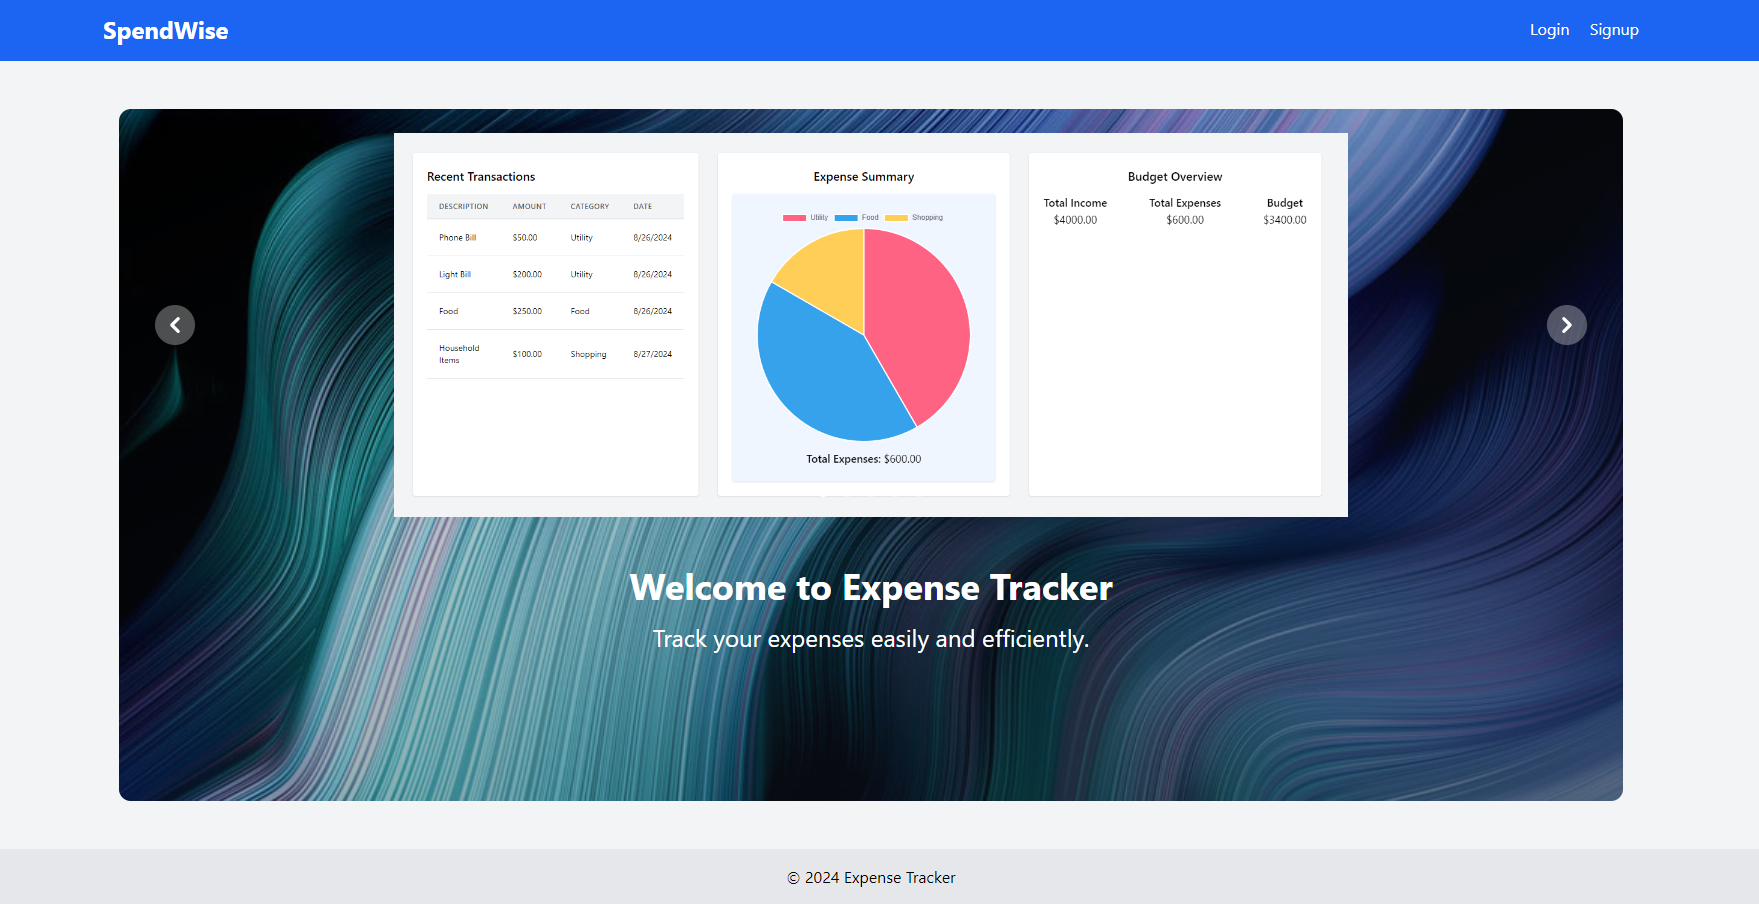 SpendWise
Login Signup
Recent Transactions
DESCRIPTION AMOUNT CATEGORY DATE
Phone Bill $50.00 Utility 8/26/2024
Light Bill $200.00 Utility 8/26/2024
Food $250.00 Food 8/26/2024
Household
Items $100.00 Shopping 8/27/2024
Expense Summary
Utility Food Shopping
Total Expenses: $600.00
Budget Overview
Total Income Total Expenses Budget
$4000.00 $600.00 $3400.00
Welcome to Expense Tracker
Track your expenses easily and efficiently.
© 2024 Expense Tracker